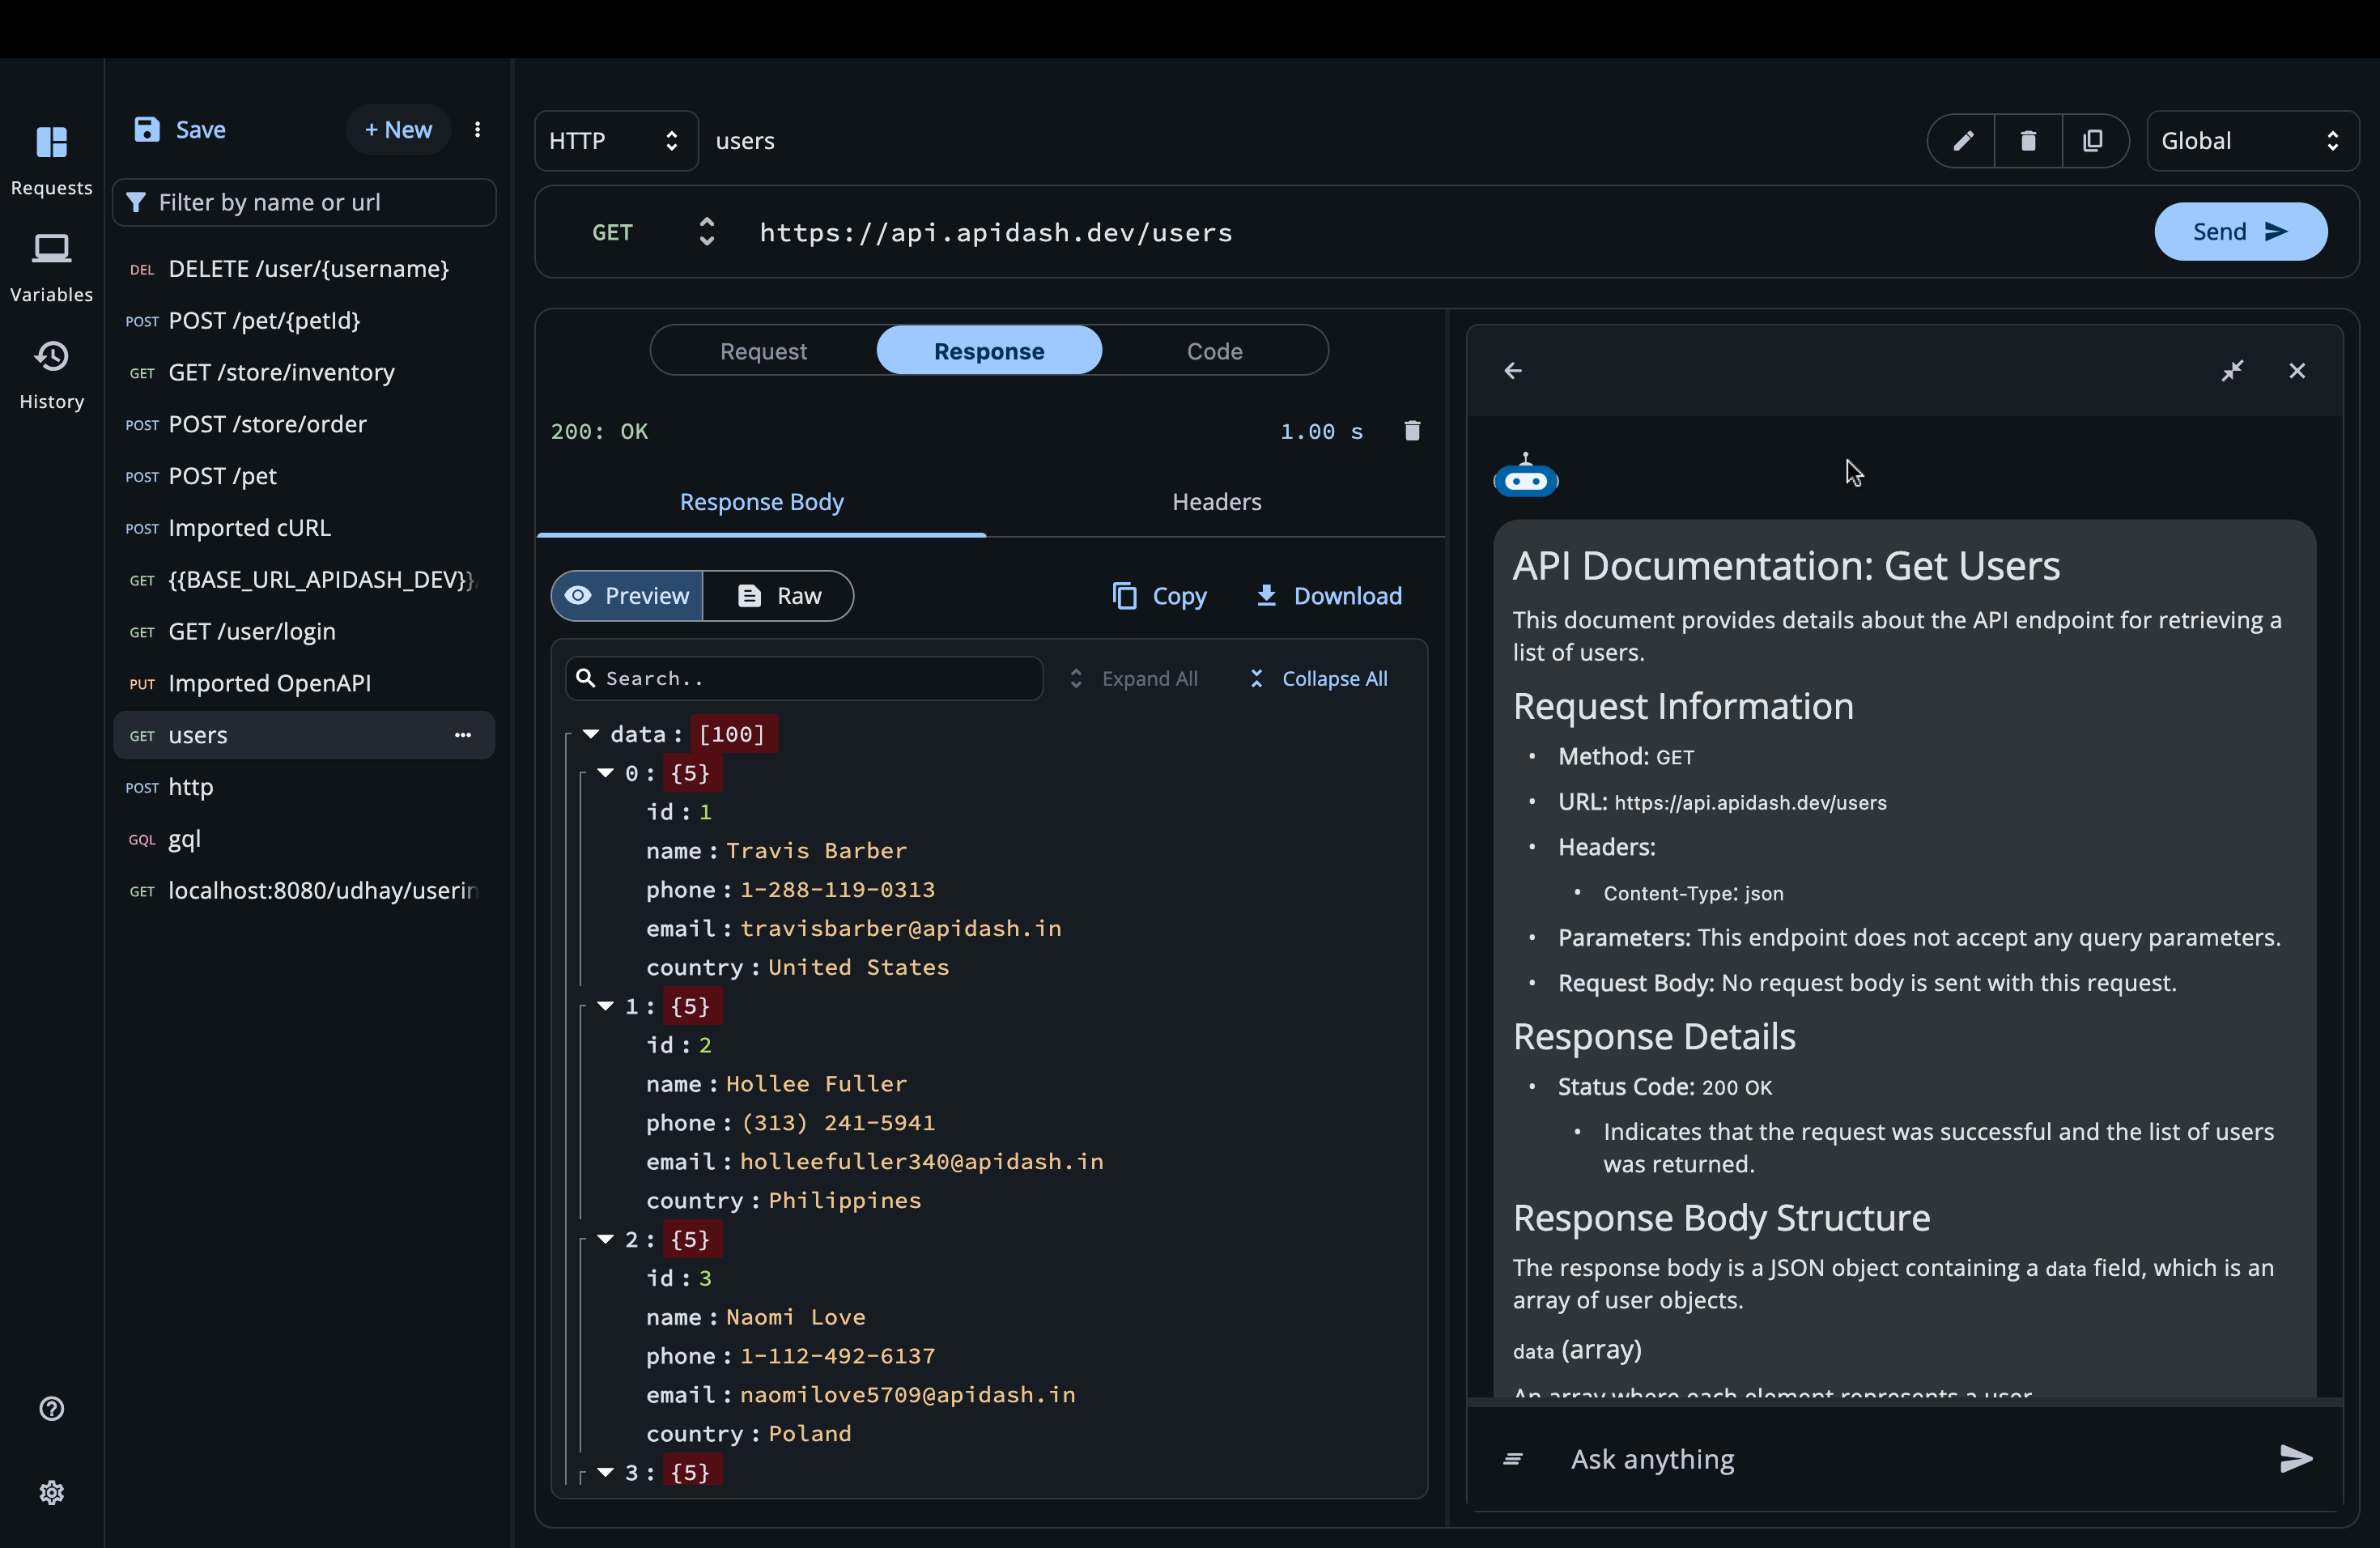 Requests
Variables
History
Save
+ New
Filter by name or url
DEL DELETE /user/{username}
POST POST /pet/{petId}
GET GET /store/inventory
POST POST /store/order
POST POST /pet
POST Imported cURL
GET {{BASE_URL_APIDASH_DEV}}
GET GET /user/login
PUT Imported OpenAPI
GET users
POST http
GQL gql
GET localhost:8080/udhay/userin
HTTP
users
Global
GET
https://api.apidash.dev/users
Send
Request
Response
Code
200: OK
1.00 s
Response Body
Headers
Preview
Raw
Copy
Download
Search..
Expand All
Collapse All
data: [100]
0: {5}
id: 1
name: Travis Barber
phone: 1-288-119-0313
email: travisbarber@apidash.in
country: United States
1: {5}
id: 2
name: Hollee Fuller
phone: (313) 241-5941
email: holleefuller340@apidash.in
country: Philippines
2: {5}
id: 3
name: Naomi Love
phone: 1-112-492-6137
email: naomilove5709@apidash.in
country: Poland
3: {5}
API Documentation: Get Users
This document provides details about the API endpoint for retrieving a
list of users.
Request Information
• Method: GET
• URL: https://api.apidash.dev/users
• Headers:
• Content-Type: json
• Parameters: This endpoint does not accept any query parameters.
• Request Body: No request body is sent with this request.
Response Details
• Status Code: 200 OK
• Indicates that the request was successful and the list of users
was returned.
Response Body Structure
The response body is a JSON object containing a data field, which is an
array of user objects.
data (array)
An array where each element represents a user
Ask anything